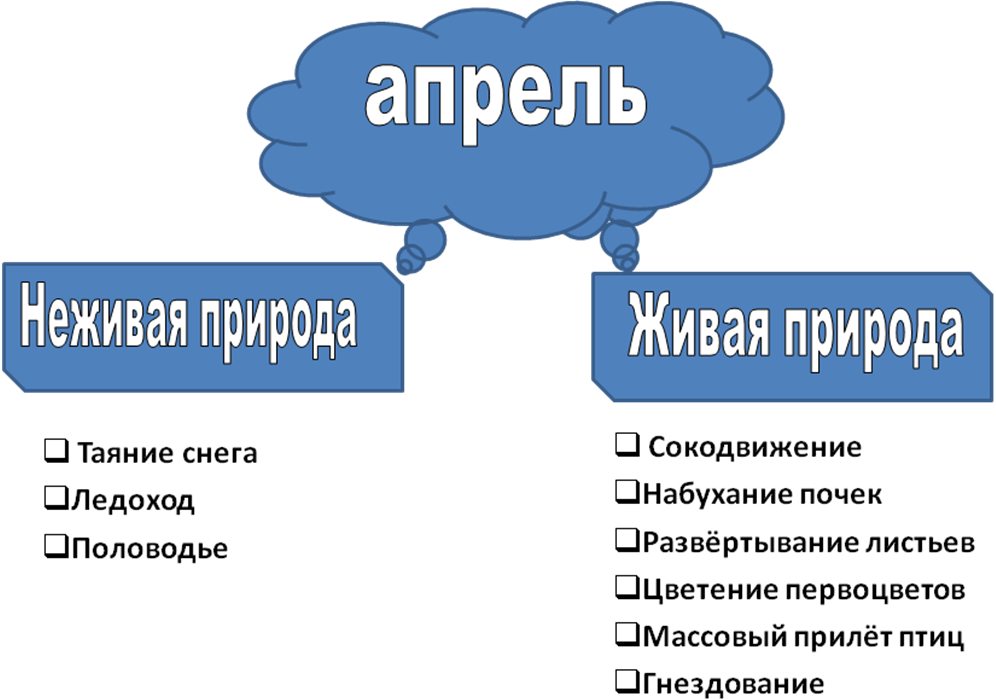 апрель
Неживая природа
Таяние снега
Ледоход
Половодье
Живая природа
Сокодвижение
Набухание почек
Развёртывание листьев
Цветение первоцветов
Массовый прилёт птиц
Гнездование